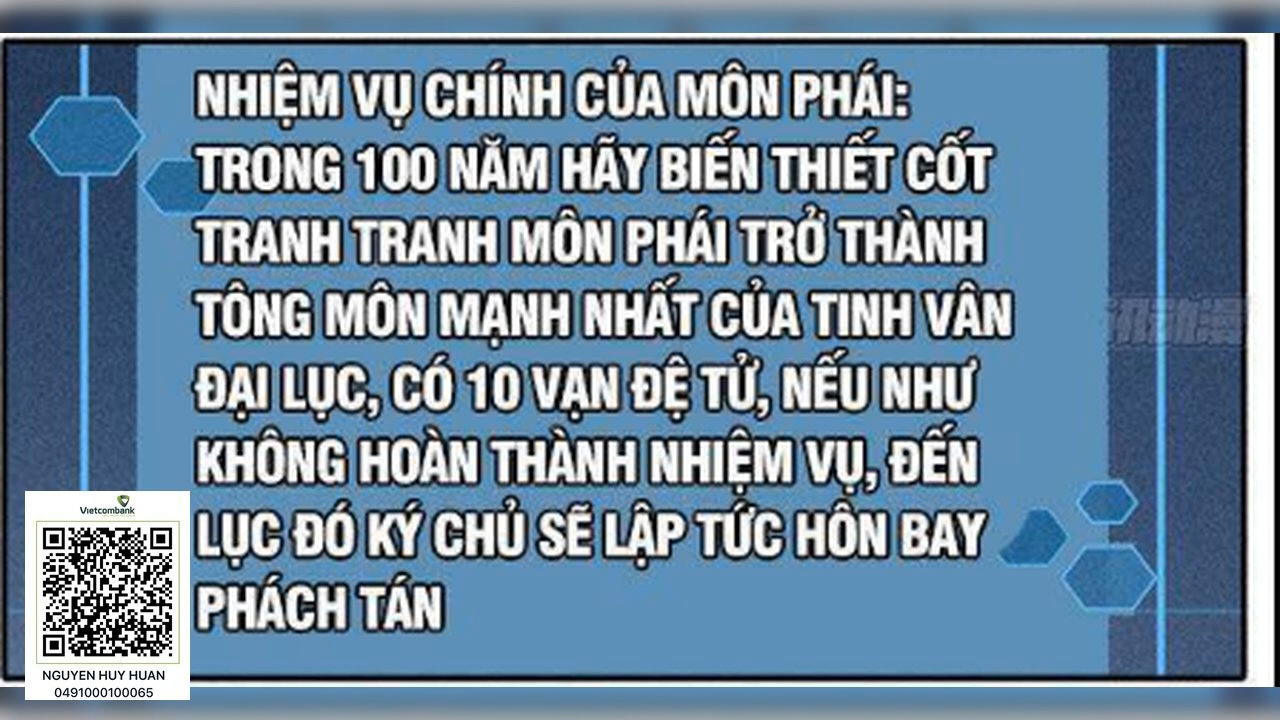 NHIỆM VỤ CHÍNH CỦA MÔN PHÁI:
TRONG 100 NĂM HÃY BIẾN THIẾT CỐT
TRANH TRANH MÔN PHÁI TRỞ THÀNH
TÔNG MÔN MẠNH NHẤT CỦA TINH VÂN
ĐẠI LỤC, CÓ 10 VẠN ĐỆ TỬ, NẾU NHƯ
KHÔNG HOÀN THÀNH NHIỆM VỤ, ĐẾN
LỤC ĐÓ KÝ CHỦ SẼ LẬP TỨC HÔN BAY
PHÁCH TÁN
Vietcombank
NGUYEN HUY HUAN
0491000100065